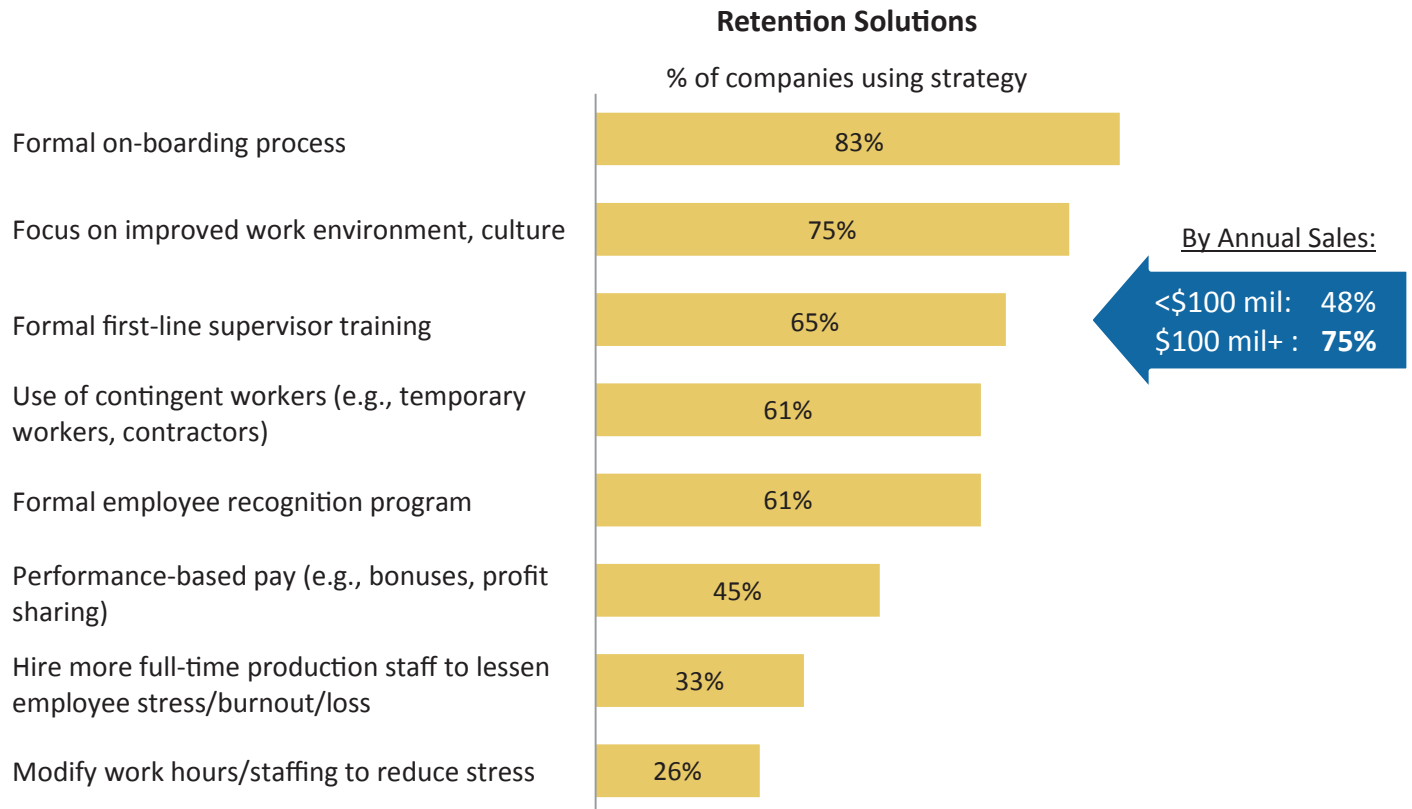 Retention Solutions
% of companies using strategy
Formal on-boarding process
83%
Focus on improved work environment, culture
75%
By Annual Sales:
<$100 mil: 48%
$100 mil+ : 75%
Formal first-line supervisor training
65%
Use of contingent workers (e.g., temporary
workers, contractors)
61%
Formal employee recognition program
61%
Performance-based pay (e.g., bonuses, profit
sharing)
45%
Hire more full-time production staff to lessen
employee stress/burnout/loss
33%
Modify work hours/staffing to reduce stress
26%